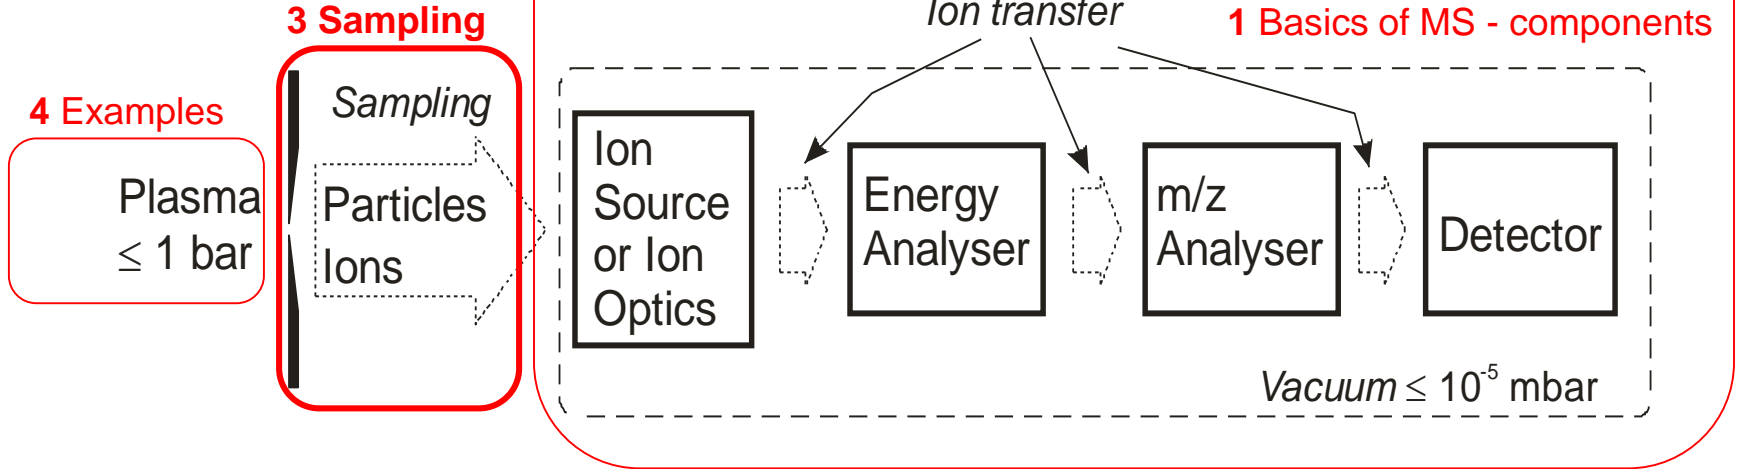 3 Sampling
Ion transfer
1 Basics of MS - components
4 Examples
Sampling
Plasma
≤ 1 bar
Particles
Ions
Ion
Source
or Ion
Optics
Energy
Analyser
m/z
Analyser
Detector
Vacuum ≤ 10⁻⁵ mbar